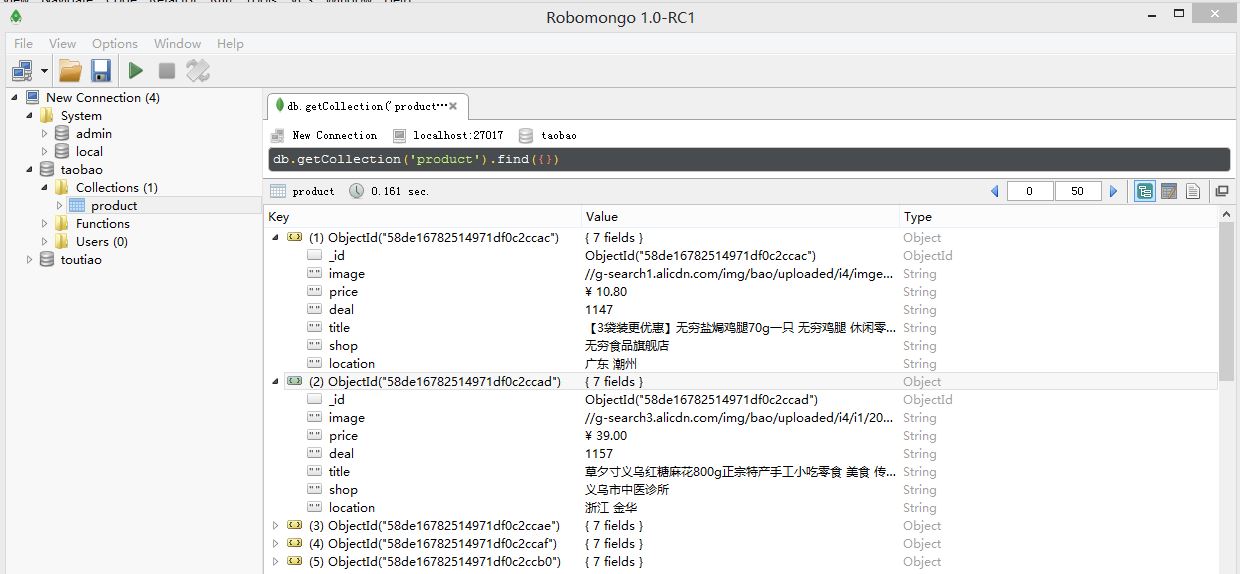 Robomongo 1.0-RC1
File View Options Window Help
New Connection (4)
System
admin
local
taobao
Collections (1)
product
Functions
Users (0)
toutiao
db.getCollection('product⋯
New Connection localhost:27017 taobao
db.getCollection('product').find({})
product 0.161 sec. 0 50
Key Value Type
(1) ObjectId("58de16782514971df0c2ccac") { 7 fields } Object
_id ObjectId("58de16782514971df0c2ccac") ObjectId
image //g-search1.alicdn.com/img/bao/uploaded/i4/imge... String
price ¥ 10.80 String
deal 1147 String
title 【3袋装更优惠】无穷盐焗鸡腿70g一只 无穷鸡腿 休闲零... String
shop 无穷食品旗舰店 String
location 广东 潮州 String
(2) ObjectId("58de16782514971df0c2ccad") { 7 fields } Object
_id ObjectId("58de16782514971df0c2ccad") ObjectId
image //g-search3.alicdn.com/img/bao/uploaded/i4/i1/20... String
price ¥ 39.00 String
deal 1157 String
title 草夕寸义乌红糖麻花800g正宗特产手工小吃零食 美食 传... String
shop 义乌市中医诊所 String
location 浙江 金华 String
(3) ObjectId("58de16782514971df0c2ccae") { 7 fields } Object
(4) ObjectId("58de16782514971df0c2ccaf") { 7 fields } Object
(5) ObjectId("58de16782514971df0c2ccb0") { 7 fields } Object